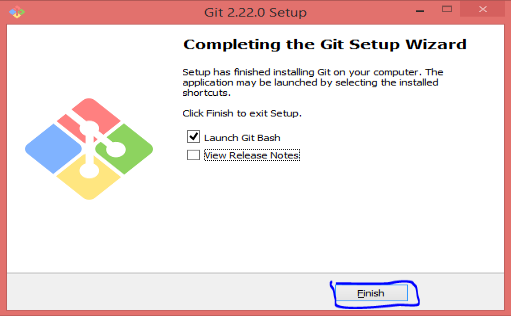 Git 2.22.0 Setup
Completing the Git Setup Wizard
Setup has finished installing Git on your computer. The
application may be launched by selecting the installed
shortcuts.
Click Finish to exit Setup.
Launch Git Bash
View Release Notes
Finish